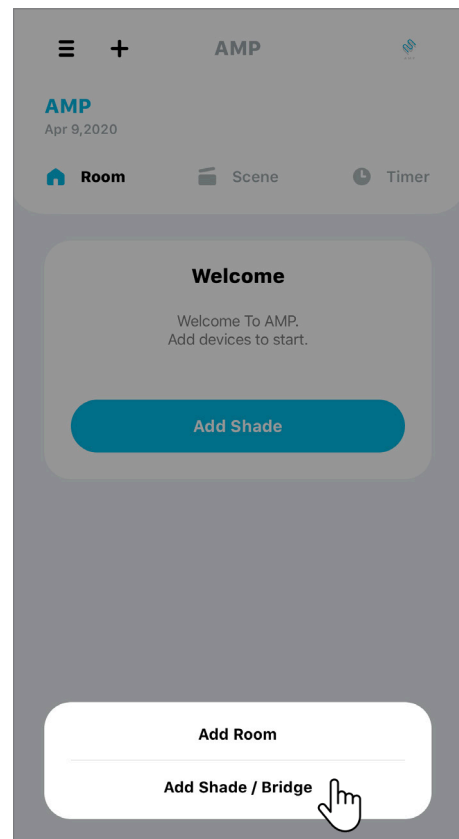 AMP
AMP
Apr 9,2020
Room
Scene
Timer
Welcome
Welcome To AMP.
Add devices to start.
Add Shade
Add Room
Add Shade / Bridge